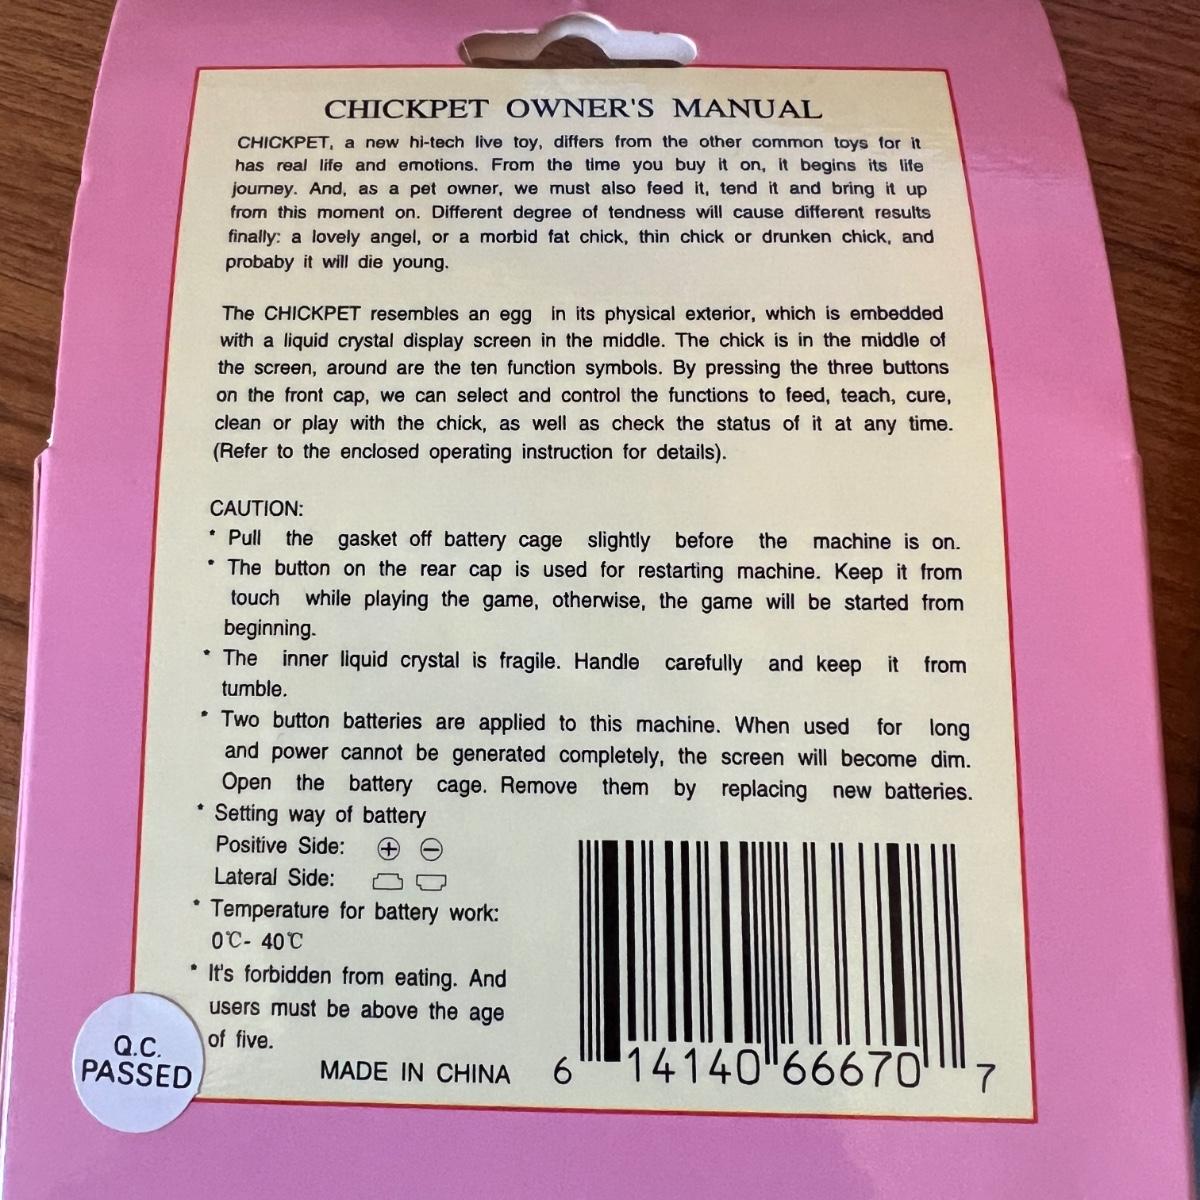 CHICKPET OWNER'S MANUAL
CHICKPET, a new hi-tech live toy, differs from the other common toys for it
has real life and emotions. From the time you buy it on, it begins its life
journey. And, as a pet owner, we must also feed it, tend it and bring it up
from this moment on. Different degree of tendness will cause different results
finally: a lovely angel, or a morbid fat chick, thin chick or drunken chick, and
probaby it will die young.
The CHICKPET resembles an egg in its physical exterior, which is embedded
with a liquid crystal display screen in the middle. The chick is in the middle of
the screen, around are the ten function symbols. By pressing the three buttons
on the front cap, we can select and control the functions to feed, teach, cure,
clean or play with the chick, as well as check the status of it at any time.
(Refer to the enclosed operating instruction for details).
CAUTION:
* Pull the gasket off battery cage slightly before the machine is on.
* The button on the rear cap is used for restarting machine. Keep it from
touch while playing the game, otherwise, the game will be started from
beginning.
* The inner liquid crystal is fragile. Handle carefully and keep it from
tumble.
* Two button batteries are applied to this machine. When used for long
and power cannot be generated completely, the screen will become dim.
Open the battery cage. Remove them by replacing new batteries.
* Setting way of battery
Positive Side: ⊕ ⊖
Lateral Side:
* Temperature for battery work:
0℃- 40℃
* It's forbidden from eating. And
users must be above the age
of five.
MADE IN CHINA
6 14140 66670 7
Q.C.
PASSED